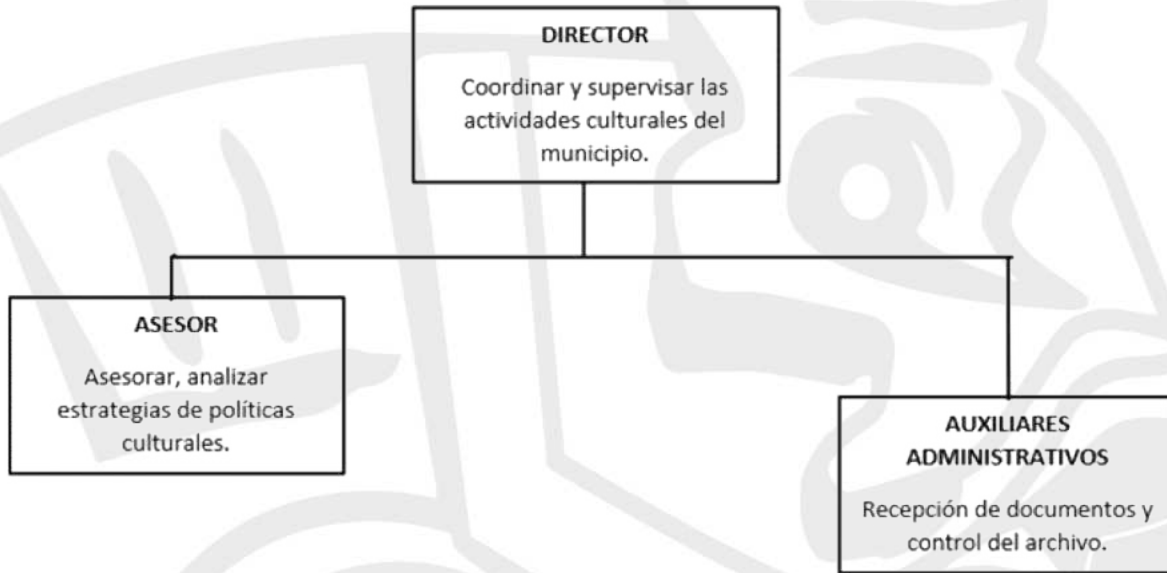 DIRECTOR
Coordinar y supervisar las
actividades culturales del
municipio.
ASESOR
Asesorar, analizar
estrategias de políticas
culturales.
AUXILIARES
ADMINISTRATIVOS
Recepción de documentos y
control del archivo.